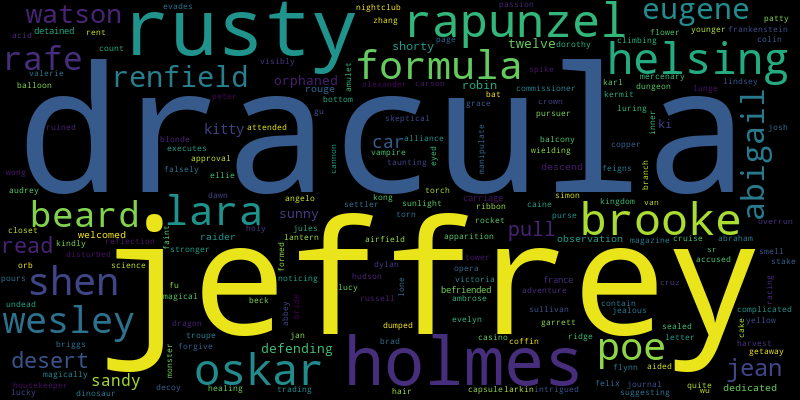 nightclub
passion
evades
zhang
watson
rusty
rapunzel
eugene
patty
acid
detained
rent
count
page
climbing
flower
younger
frankenstein
shorty
twelve
dorothy
colin
rafe
visibly
orphaned
formula
helsing
valerie
balloon
renfield
rouge
bottom
amulet
peter
alexander
carson
robin
spike
commissioner
karl
kermit
mercenary
dungeon
lunge
lindsey
dracula
gu
grace
bat
crown
luring
pursuer
inner
abigail
ruined
blonde
kitty
attended
skeptical
car
alliance
manipulate
balcony
wielding
copper
ki
josh
executes
approval
cannon
vampire
taunting
eyed
feigns
wong
falsely
ellie
descend
branch
audrey
dawn
angelo
kong
sunlight
torch
carriage
simon
kingdom
van
beard
lara
sunny
settler
torn
ribbon
caine
purse
brooke
overrun
closet
welcomed
holy
jules
rocket
pull
read
kindly
reflection
faint
raider
lantern
airfield
apparition
observation
magazine
cruise
sr
abraham
disturbed
stronger
formed
jeffrey
tower
accused
smell
orb
science
noticing
dylan
opera
france
stake
shen
hudson
lone
victoria
adventure
cruz
racing
pours
fu
magical
beck
lucy
russell
befriended
ambrose
contain
jealous
complicated
undead
abbey
bride
dumped
sullivan
sealed
yellow
wesley
dragon
troupe
evelyn
garrett
letter
cake
briggs
monster
forgive
jan
brad
casino
coffin
ridge
poe
harvest
getaway
desert
oskar
defending
holmes
aided
jean
magically
sandy
flynn
housekeeper
decoy
healing
trading
hair
capsule
larkin
intrigued
felix
journal
suggesting
quite
wu
dedicated
lucky
dinosaur